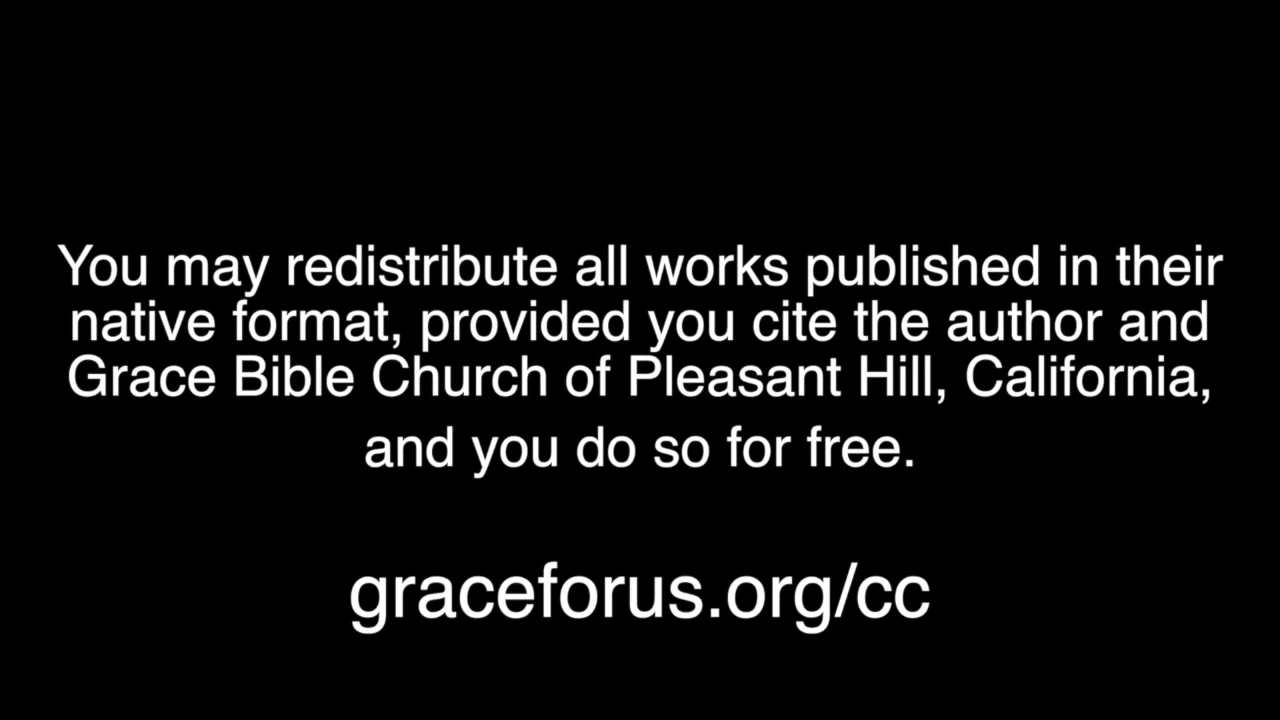 You may redistribute all works published in their
native format, provided you cite the author and
Grace Bible Church of Pleasant Hill, California,
and you do so for free.
graceforus.org/cc